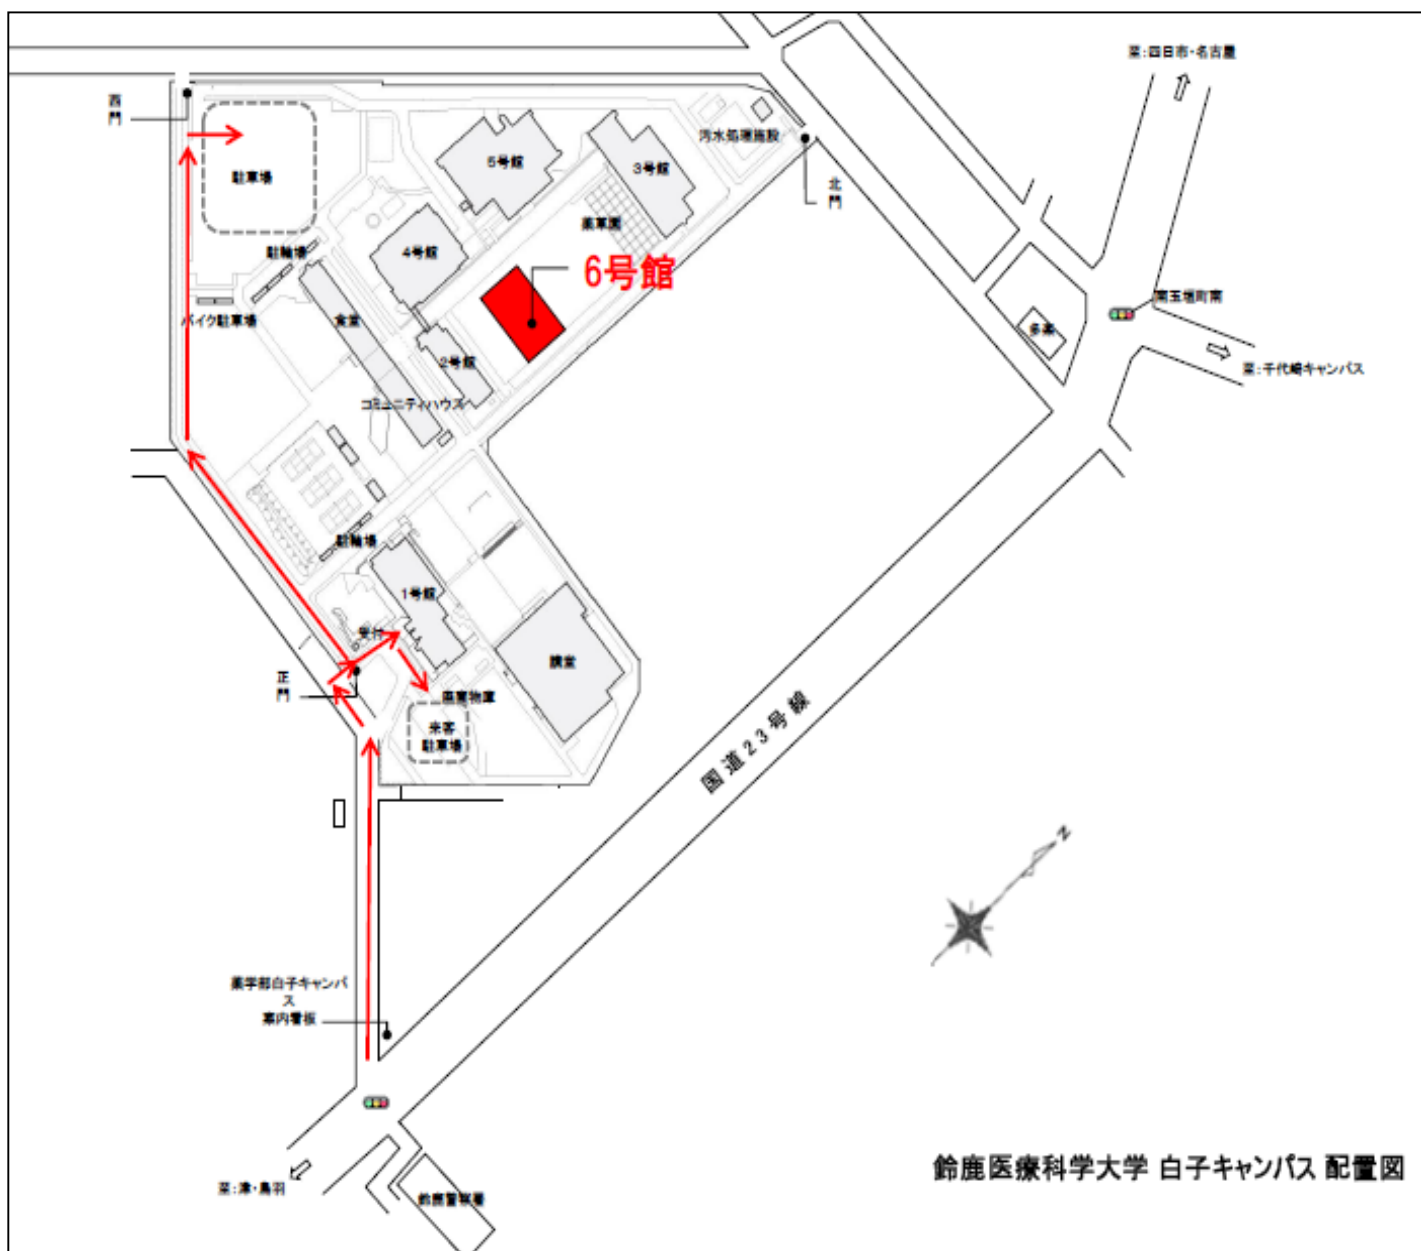 至:四日市・名古屋
西
門
汚水処理施設
5号館
3号館
駐車場
北
門
薬草園
駐輪場
4号館
6号館
南玉垣町南
バイク駐車場
食堂
多楽
2号館
至:千代崎キャンパス
コミュニティハウス
駐輪場
1号館
受付
講堂
正
門
廃棄物庫
来客
駐車場
国道23号線
N
薬学部白子キャンパ
ス
案内看板
鈴鹿医療科学大学 白子キャンパス 配置図
至:津・鳥羽
鈴鹿警察署